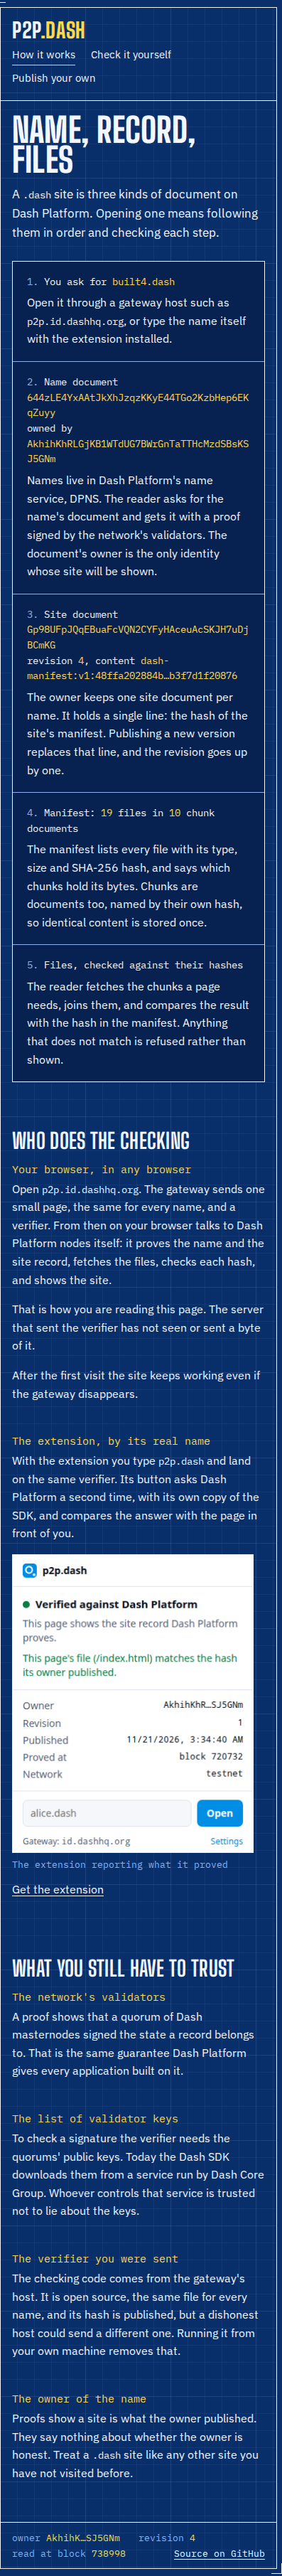 P2P.DASH
How it works Check it yourself
Publish your own
NAME, RECORD,
FILES
A .dash site is three kinds of document on
Dash Platform. Opening one means following
them in order and checking each step.
1. You ask for built4.dash
Open it through a gateway host such as
p2p.id.dashhq.org, or type the name itself
with the extension installed.
2. Name document
644zLE4YxAAtJkXhJzqzKKyE44TGo2KzbHep6EK
qZuyy
owned by
AkhihKhRLGjKB1WTdUG7BWrGnTaTTHcMzdSBsKS
J5GNm
Names live in Dash Platform's name
service, DPNS. The reader asks for the
name's document and gets it with a proof
signed by the network's validators. The
document's owner is the only identity
whose site will be shown.
3. Site document
Gp98UFpJQqEBuaFcVQN2CYFyHAceuAcSKJH7uDj
BCmKG
revision 4, content dash-
manifest:v1:48ffa202884b…b3f7d1f20876
The owner keeps one site document per
name. It holds a single line: the hash of the
site's manifest. Publishing a new version
replaces that line, and the revision goes up
by one.
4. Manifest: 19 files in 10 chunk
documents
The manifest lists every file with its type,
size and SHA-256 hash, and says which
chunks hold its bytes. Chunks are
documents too, named by their own hash,
so identical content is stored once.
5. Files, checked against their hashes
The reader fetches the chunks a page
needs, joins them, and compares the result
with the hash in the manifest. Anything
that does not match is refused rather than
shown.
WHO DOES THE CHECKING
Your browser, in any browser
Open p2p.id.dashhq.org. The gateway sends one
small page, the same for every name, and a
verifier. From then on your browser talks to Dash
Platform nodes itself: it proves the name and the
site record, fetches the files, checks each hash,
and shows the site.
That is how you are reading this page. The server
that sent the verifier has not seen or sent a byte
of it.
After the first visit the site keeps working even if
the gateway disappears.
The extension, by its real name
With the extension you type p2p.dash and land
on the same verifier. Its button asks Dash
Platform a second time, with its own copy of the
SDK, and compares the answer with the page in
front of you.
p2p.dash
Verified against Dash Platform
This page shows the site record Dash Platform
proves.
This page's file (/index.html) matches the hash
its owner published.
Owner AkhihKhR…SJ5GNm
Revision 1
Published 11/21/2026, 3:34:40 AM
Proved at block 720732
Network testnet
alice.dash Open
Gateway: id.dashhq.org Settings
The extension reporting what it proved
Get the extension
WHAT YOU STILL HAVE TO TRUST
The network's validators
A proof shows that a quorum of Dash
masternodes signed the state a record belongs
to. That is the same guarantee Dash Platform
gives every application built on it.
The list of validator keys
To check a signature the verifier needs the
quorums' public keys. Today the Dash SDK
downloads them from a service run by Dash Core
Group. Whoever controls that service is trusted
not to lie about the keys.
The verifier you were sent
The checking code comes from the gateway's
host. It is open source, the same file for every
name, and its hash is published, but a dishonest
host could send a different one. Running it from
your own machine removes that.
The owner of the name
Proofs show a site is what the owner published.
They say nothing about whether the owner is
honest. Treat a .dash site like any other site you
have not visited before.
owner AkhihK…SJ5GNm revision 4
read at block 738998 Source on GitHub